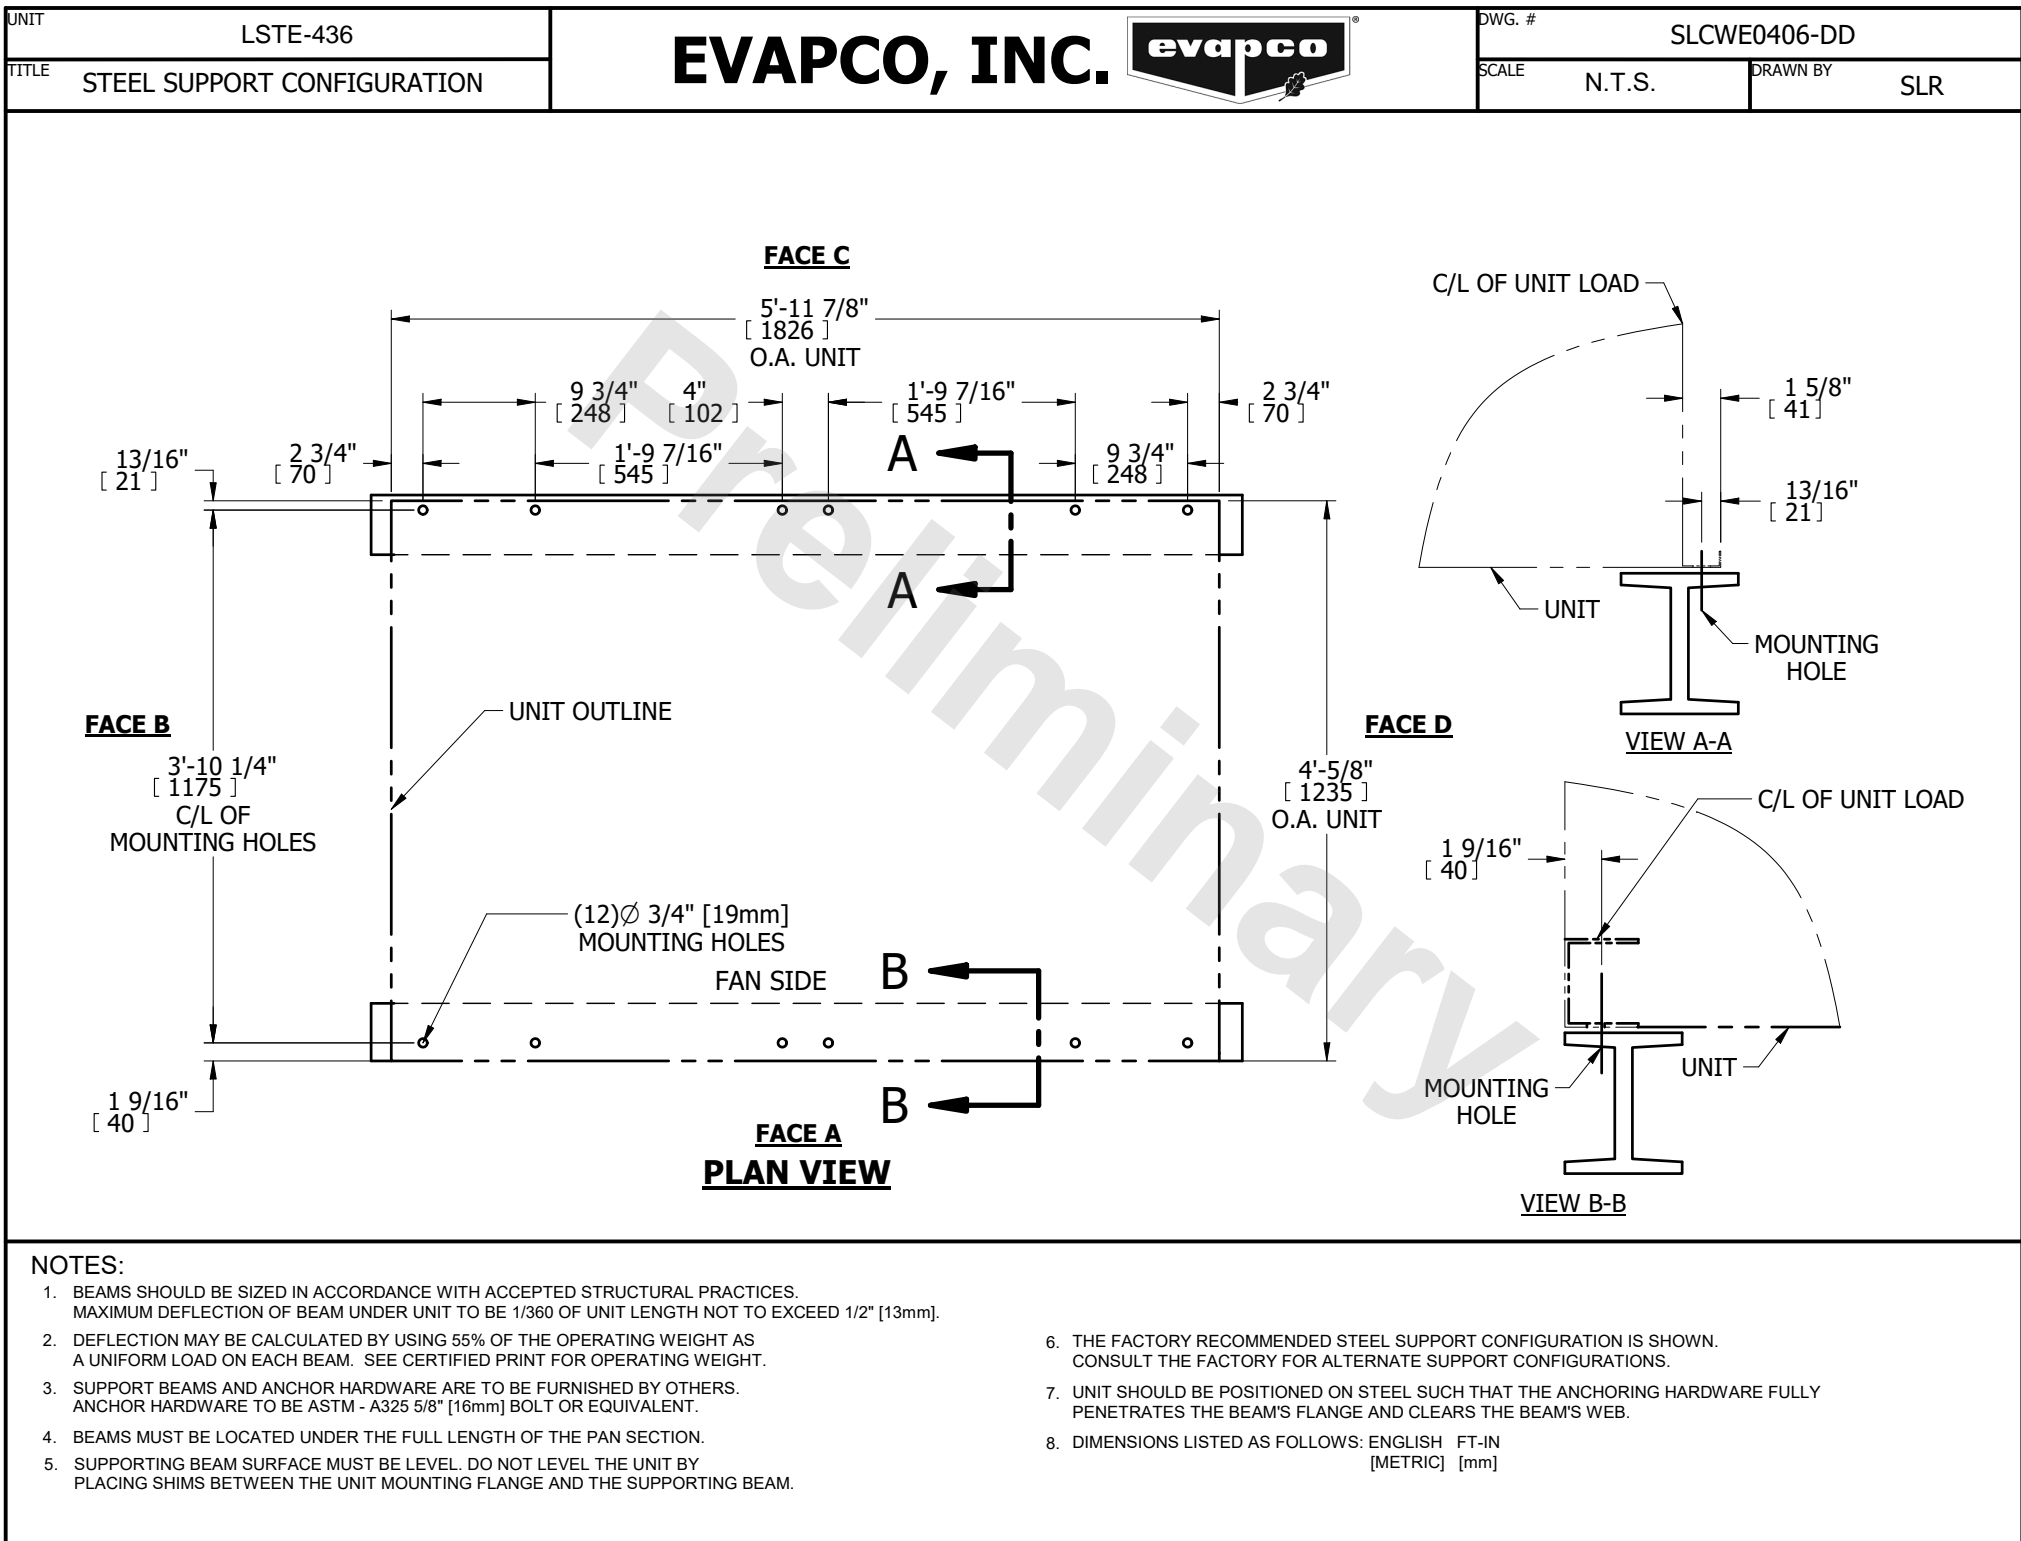 UNIT
LSTE-436
TITLE
STEEL SUPPORT CONFIGURATION
EVAPCO, INC.
evapco
®
DWG. #
SLCWE0406-DD
SCALE
N.T.S.
DRAWN BY
SLR
FACE C
5'-11 7/8"
[ 1826 ]
O.A. UNIT
9 3/4"
[ 248 ]
4"
[ 102 ]
1'-9 7/16"
[ 545 ]
2 3/4"
[ 70 ]
13/16"
[ 21 ]
2 3/4"
[ 70 ]
1'-9 7/16"
[ 545 ]
A
9 3/4"
[ 248 ]
A
UNIT OUTLINE
FACE B
3'-10 1/4"
[ 1175 ]
C/L OF
MOUNTING HOLES
FACE D
4'-5/8"
[ 1235 ]
O.A. UNIT
(12)Ø 3/4" [19mm]
MOUNTING HOLES
FAN SIDE
B
B
1 9/16"
[ 40 ]
FACE A
PLAN VIEW
C/L OF UNIT LOAD
1 5/8"
[ 41]
13/16"
[ 21]
UNIT
MOUNTING
HOLE
VIEW A-A
C/L OF UNIT LOAD
1 9/16"
[ 40]
UNIT
MOUNTING
HOLE
VIEW B-B
Preliminary
NOTES:
1. BEAMS SHOULD BE SIZED IN ACCORDANCE WITH ACCEPTED STRUCTURAL PRACTICES.
MAXIMUM DEFLECTION OF BEAM UNDER UNIT TO BE 1/360 OF UNIT LENGTH NOT TO EXCEED 1/2" [13mm].
2. DEFLECTION MAY BE CALCULATED BY USING 55% OF THE OPERATING WEIGHT AS
A UNIFORM LOAD ON EACH BEAM. SEE CERTIFIED PRINT FOR OPERATING WEIGHT.
3. SUPPORT BEAMS AND ANCHOR HARDWARE ARE TO BE FURNISHED BY OTHERS.
ANCHOR HARDWARE TO BE ASTM - A325 5/8" [16mm] BOLT OR EQUIVALENT.
4. BEAMS MUST BE LOCATED UNDER THE FULL LENGTH OF THE PAN SECTION.
5. SUPPORTING BEAM SURFACE MUST BE LEVEL. DO NOT LEVEL THE UNIT BY
PLACING SHIMS BETWEEN THE UNIT MOUNTING FLANGE AND THE SUPPORTING BEAM.
6. THE FACTORY RECOMMENDED STEEL SUPPORT CONFIGURATION IS SHOWN.
CONSULT THE FACTORY FOR ALTERNATE SUPPORT CONFIGURATIONS.
7. UNIT SHOULD BE POSITIONED ON STEEL SUCH THAT THE ANCHORING HARDWARE FULLY
PENETRATES THE BEAM'S FLANGE AND CLEARS THE BEAM'S WEB.
8. DIMENSIONS LISTED AS FOLLOWS: ENGLISH FT-IN
[METRIC] [mm]